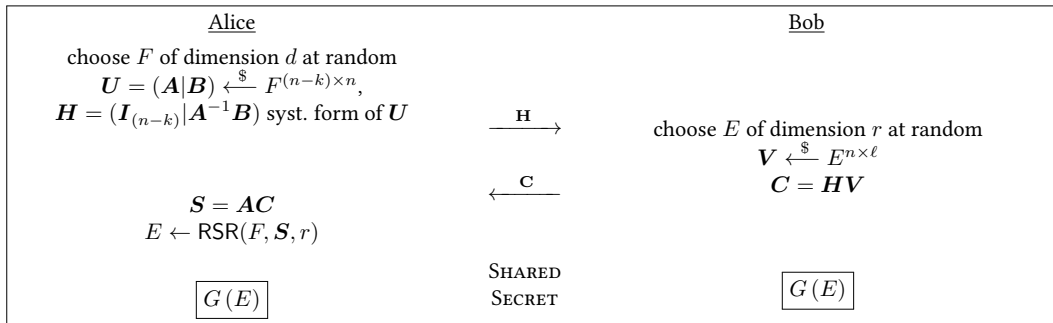 Alice
choose F of dimension d at random
U = (A|B) $← F^{(n−k)×n},
H = (I_{(n−k)}|A^{−1}B) syst. form of U
H
C
S = AC
E ← RSR(F, S, r)
G (E)
SHARED
SECRET
Bob
choose E of dimension r at random
V $← E^{n×ℓ}
C = HV
G (E)